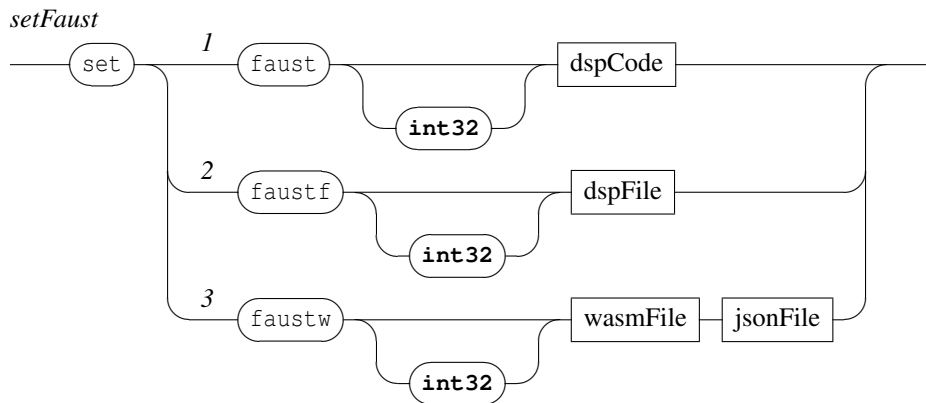 setFaust
set 1 faust dspCode
int32
2 faustf dspFile
int32
3 faustw wasmFile jsonFile
int32